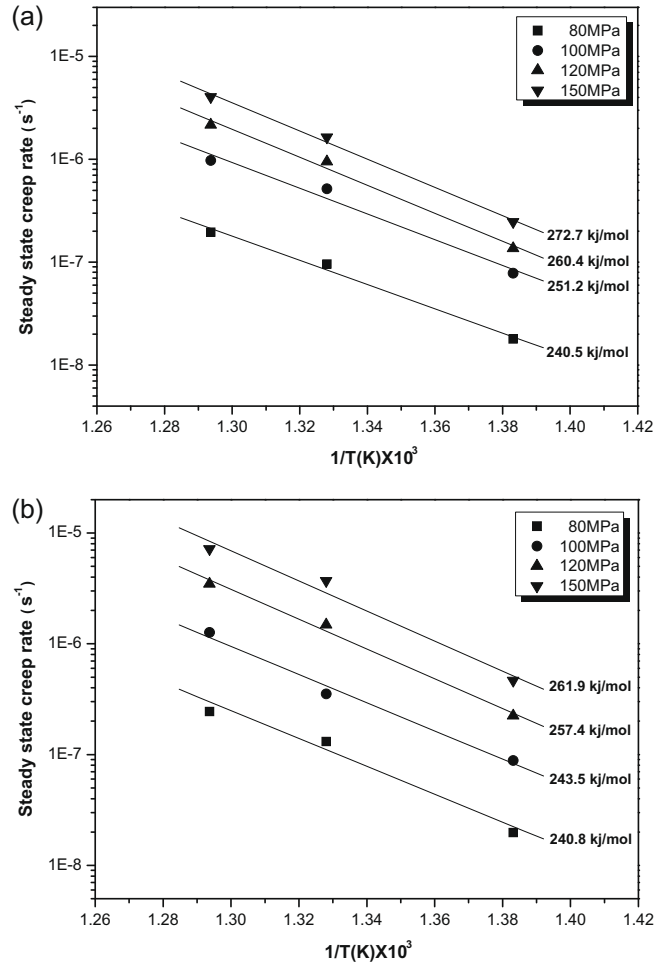 (a)
80MPa
100MPa
120MPa
150MPa
1E-5
1E-6
1E-7
1E-8
Steady state creep rate (s⁻¹)
272.7 kj/mol
260.4 kj/mol
251.2 kj/mol
240.5 kj/mol
1.26 1.28 1.30 1.32 1.34 1.36 1.38 1.40 1.42
1/T(K)X10³
(b)
80MPa
100MPa
120MPa
150MPa
1E-5
1E-6
1E-7
1E-8
Steady state creep rate (s⁻¹)
261.9 kj/mol
257.4 kj/mol
243.5 kj/mol
240.8 kj/mol
1.26 1.28 1.30 1.32 1.34 1.36 1.38 1.40 1.42
1/T(K)X10³